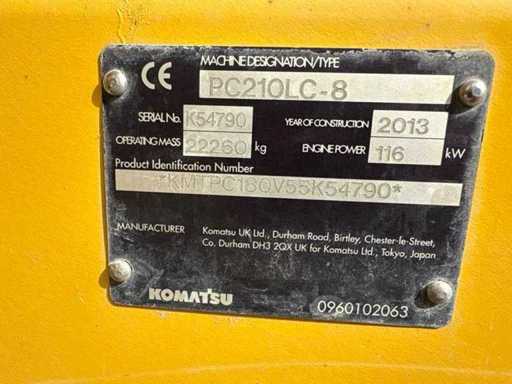 CE
MACHINE DESIGNATION/TYPE
PC210LC-8
SERIAL No. K54790 YEAR OF CONSTRUCTION 2013
OPERATING MASS 22260 kg ENGINE POWER 116 kW
Product Identification Number
*KMTPC180V55K54790*
MANUFACTURER Komatsu UK Ltd., Durham Road, Birtley, Chester-le-Street,
Co. Durham DH3 2QX UK for Komatsu Ltd., Tokyo, Japan
KOMATSU 0960102063